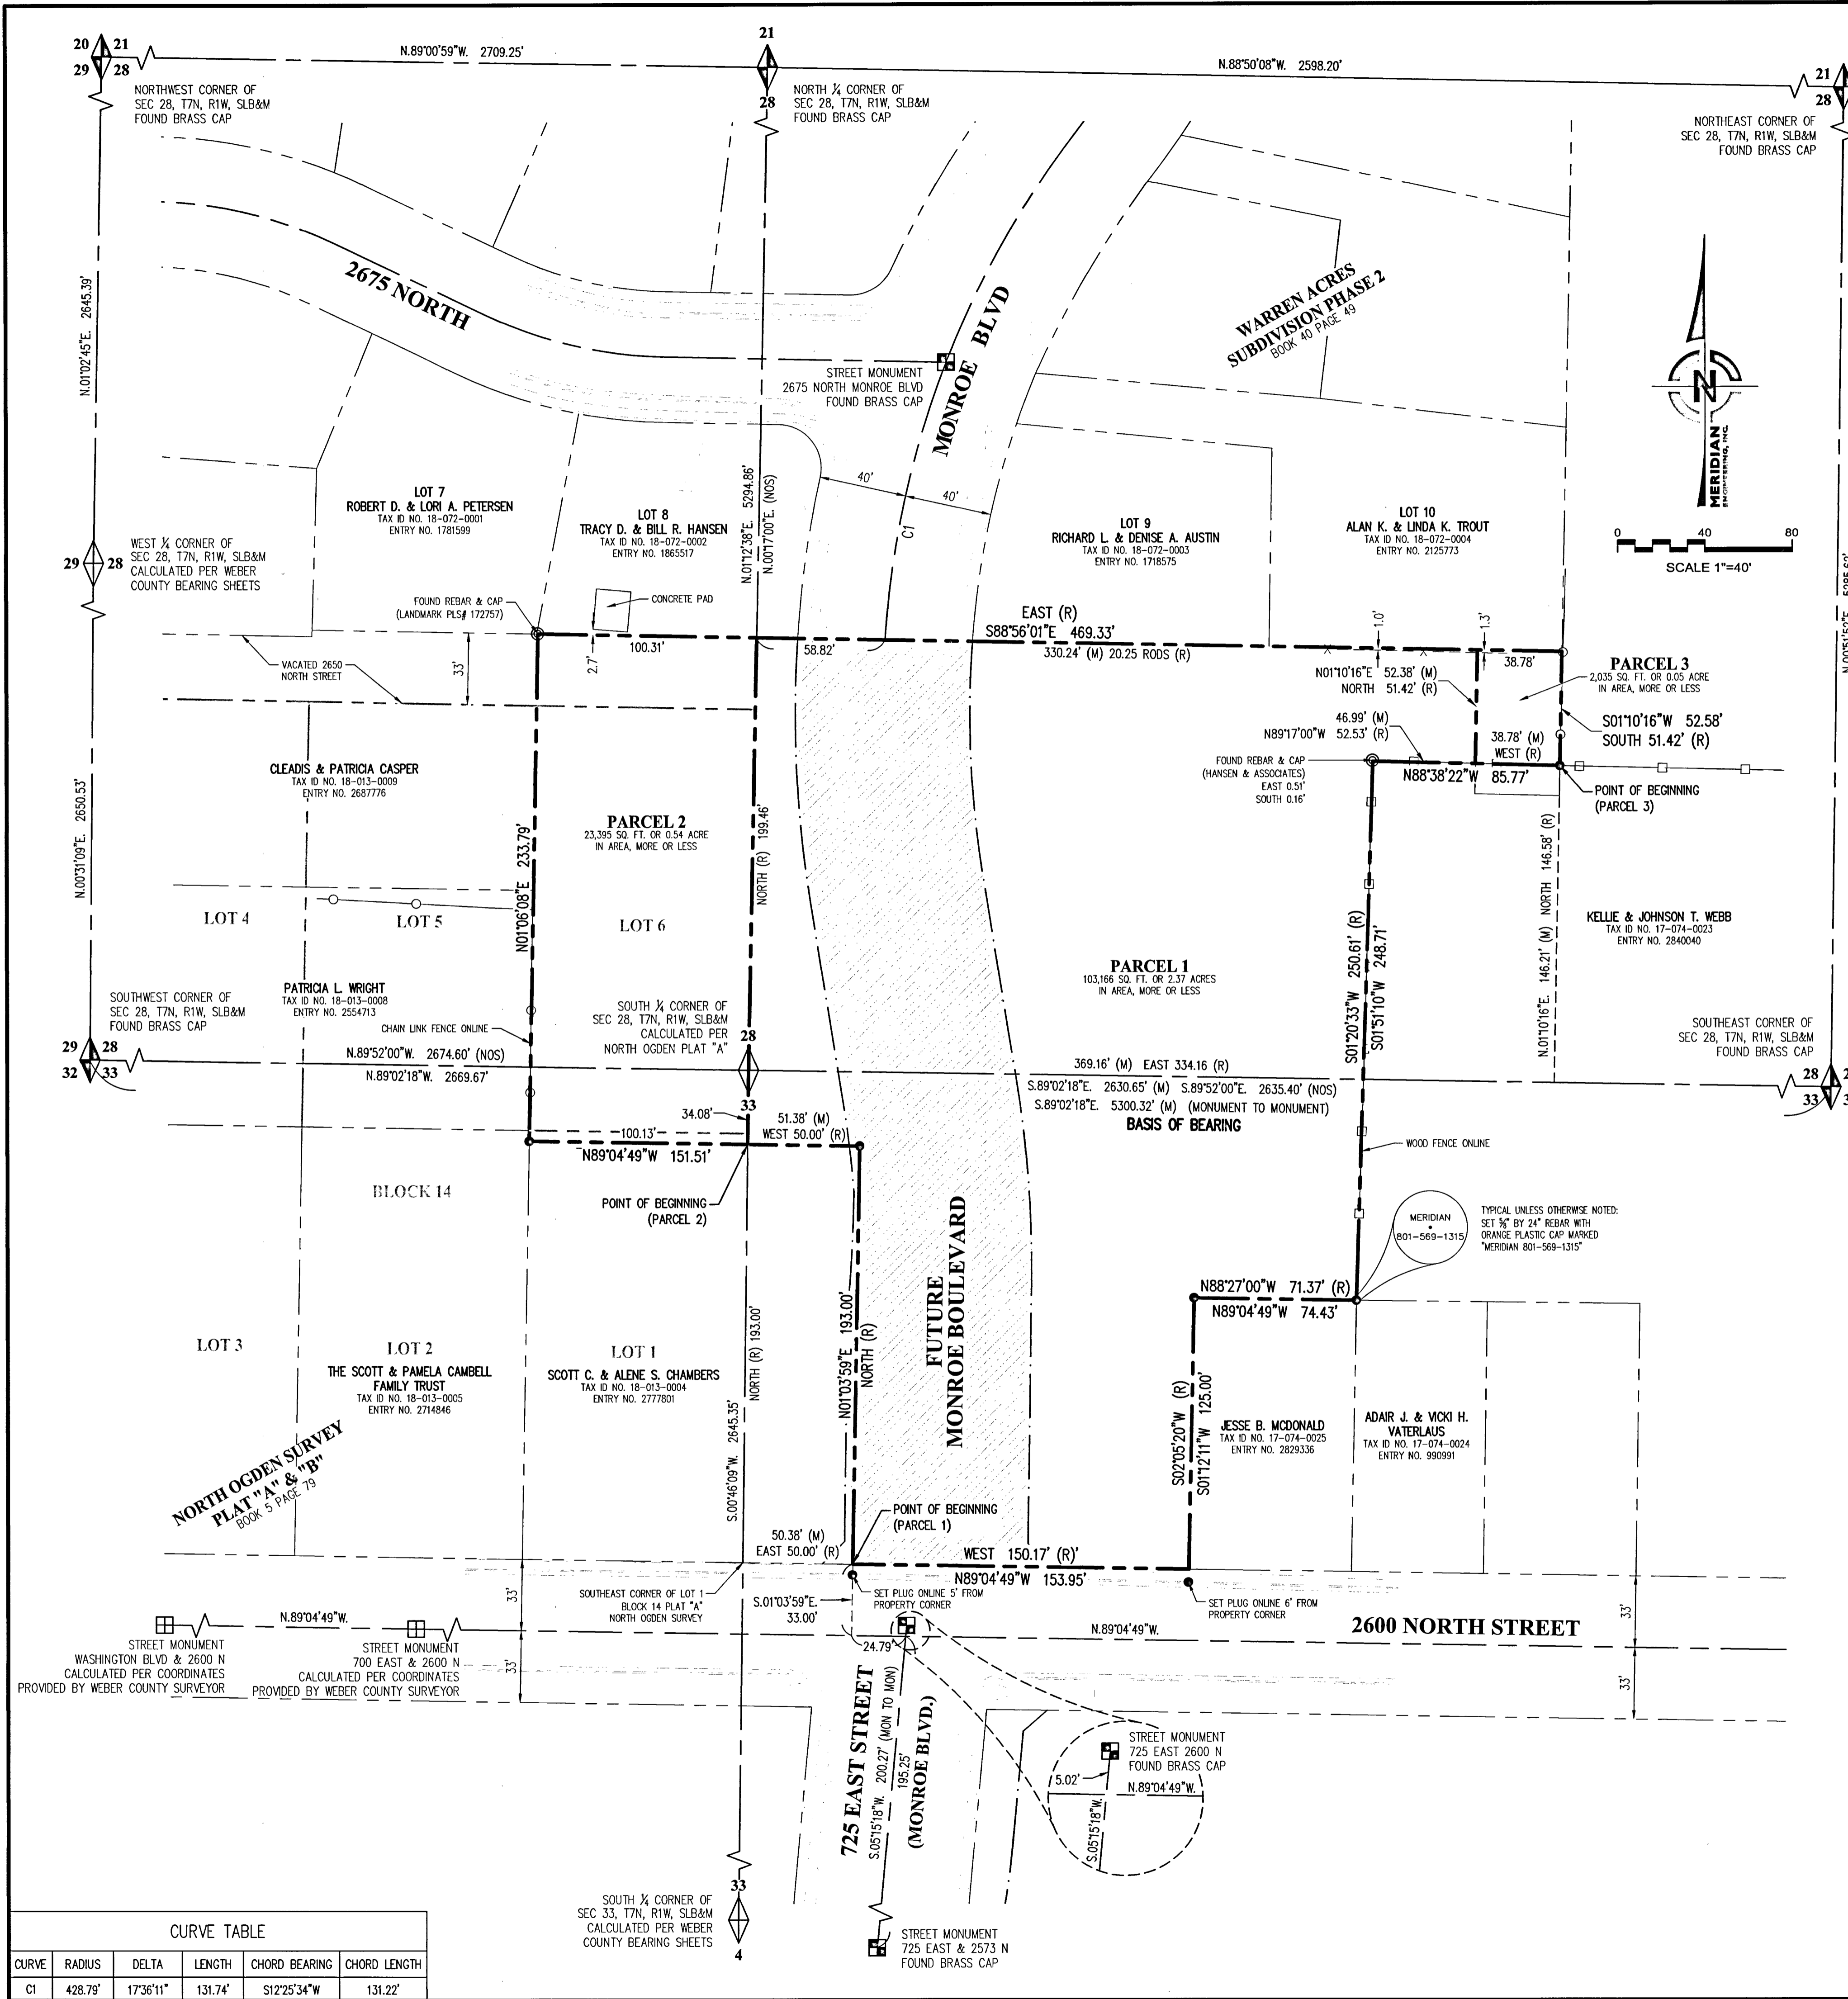 20 21
29 28
N.89°00'59"W. 2709.25'
21
28
N.88°50'08"W. 2598.20'
21
28
NORTHWEST CORNER OF
SEC 28, T7N, R1W, SLB&M
FOUND BRASS CAP
NORTH ¼ CORNER OF
SEC 28, T7N, R1W, SLB&M
FOUND BRASS CAP
NORTHEAST CORNER OF
SEC 28, T7N, R1W, SLB&M
FOUND BRASS CAP
N.01°02'45"E. 2645.39'
2675 NORTH
MONROE BLVD
STREET MONUMENT
2675 NORTH MONROE BLVD
FOUND BRASS CAP
WARREN ACRES
SUBDIVISION PHASE 2
BOOK 40 PAGE 49
N
MERIDIAN
ENGINEERING, INC.
0 40 80
SCALE 1"=40'
40'
40'
C1
N.01°12'38"E. 5294.86'
N.00°17'00"E. (NOS)
LOT 7
ROBERT D. & LORI A. PETERSEN
TAX ID NO. 18-072-0001
ENTRY NO. 1781599
LOT 8
TRACY D. & BILL R. HANSEN
TAX ID NO. 18-072-0002
ENTRY NO. 1865517
LOT 9
RICHARD L. & DENISE A. AUSTIN
TAX ID NO. 18-072-0003
ENTRY NO. 1718575
LOT 10
ALAN K. & LINDA K. TROUT
TAX ID NO. 18-072-0004
ENTRY NO. 2125773
29 28
WEST ¼ CORNER OF
SEC 28, T7N, R1W, SLB&M
CALCULATED PER WEBER
COUNTY BEARING SHEETS
FOUND REBAR & CAP
(LANDMARK PLS# 172757)
CONCRETE PAD
VACATED 2650
NORTH STREET
33'
2.7'
100.31'
58.82'
EAST (R)
S88°56'01"E 469.33'
330.24' (M) 20.25 RODS (R)
1.0'
1.3'
38.78'
N01°10'16"E 52.38' (M)
NORTH 51.42' (R)
PARCEL 3
2,035 SQ. FT. OR 0.05 ACRE
IN AREA, MORE OR LESS
S01°10'16"W 52.58'
SOUTH 51.42' (R)
46.99' (M)
N89°17'00"W 52.53' (R)
38.78' (M)
WEST (R)
N88°38'22"W 85.77'
FOUND REBAR & CAP
(HANSEN & ASSOCIATES)
EAST 0.51'
SOUTH 0.16'
POINT OF BEGINNING
(PARCEL 3)
CLEADIS & PATRICIA CASPER
TAX ID NO. 18-013-0009
ENTRY NO. 2687776
N.00°31'09"E. 2650.53'
N01°06'08"E 233.79'
PARCEL 2
23,395 SQ. FT. OR 0.54 ACRE
IN AREA, MORE OR LESS
NORTH (R) 199.46'
LOT 4
LOT 5
LOT 6
PARCEL 1
103,166 SQ. FT. OR 2.37 ACRES
IN AREA, MORE OR LESS
S01°20'33"W 250.61' (R)
S01°51'10"W 248.71'
N.01°10'16"E. 146.21' (M) NORTH 146.58' (R)
KELLIE & JOHNSON T. WEBB
TAX ID NO. 17-074-0023
ENTRY NO. 2840040
PATRICIA L. WRIGHT
TAX ID NO. 18-013-0008
ENTRY NO. 2554713
CHAIN LINK FENCE ONLINE
SOUTHWEST CORNER OF
SEC 28, T7N, R1W, SLB&M
FOUND BRASS CAP
SOUTH ¼ CORNER OF
SEC 28, T7N, R1W, SLB&M
CALCULATED PER
NORTH OGDEN PLAT "A"
SOUTHEAST CORNER OF
SEC 28, T7N, R1W, SLB&M
FOUND BRASS CAP
29 28
32 33
N.89°52'00"W. 2674.60' (NOS)
N.89°02'18"W. 2669.67'
28
33
369.16' (M) EAST 334.16 (R)
S.89°02'18"E. 2630.65' (M) S.89°52'00"E. 2635.40' (NOS)
S.89°02'18"E. 5300.32' (M) (MONUMENT TO MONUMENT)
BASIS OF BEARING
28
33
34.08'
51.38' (M)
WEST 50.00' (R)
100.13'
N89°04'49"W 151.51'
POINT OF BEGINNING
(PARCEL 2)
WOOD FENCE ONLINE
MERIDIAN
801-569-1315
TYPICAL UNLESS OTHERWISE NOTED:
SET ⅝" BY 24" REBAR WITH
ORANGE PLASTIC CAP MARKED
"MERIDIAN 801-569-1315"
BLOCK 14
FUTURE
MONROE BOULEVARD
N88°27'00"W 71.37' (R)
N89°04'49"W 74.43'
LOT 3
LOT 2
THE SCOTT & PAMELA CAMBELL
FAMILY TRUST
TAX ID NO. 18-013-0005
ENTRY NO. 2714846
LOT 1
SCOTT C. & ALENE S. CHAMBERS
TAX ID NO. 18-013-0004
ENTRY NO. 2777801
S.00°46'09"W. 2645.35'
NORTH (R) 193.00'
N01°03'59"E 193.00'
NORTH (R)
S02°05'20"W (R)
S01°12'11"W 125.00'
JESSE B. MCDONALD
TAX ID NO. 17-074-0025
ENTRY NO. 2829336
ADAIR J. & VICKI H.
VATERLAUS
TAX ID NO. 17-074-0024
ENTRY NO. 990991
NORTH OGDEN SURVEY
PLAT "A" & "B"
BOOK 5 PAGE 79
POINT OF BEGINNING
(PARCEL 1)
50.38' (M)
EAST 50.00' (R)
WEST 150.17' (R)'
N89°04'49"W 153.95'
SOUTHEAST CORNER OF LOT 1
BLOCK 14 PLAT "A"
NORTH OGDEN SURVEY
S.01°03'59"E.
33.00'
SET PLUG ONLINE 5' FROM
PROPERTY CORNER
SET PLUG ONLINE 6' FROM
PROPERTY CORNER
33'
33'
N.89°04'49"W.
N.89°04'49"W.
2600 NORTH STREET
33'
33'
STREET MONUMENT
WASHINGTON BLVD & 2600 N
CALCULATED PER COORDINATES
PROVIDED BY WEBER COUNTY SURVEYOR
STREET MONUMENT
700 EAST & 2600 N
CALCULATED PER COORDINATES
PROVIDED BY WEBER COUNTY SURVEYOR
24.79'
725 EAST STREET
S.05°15'18"W. 200.27' (MON TO MON)
195.25'
(MONROE BLVD.)
STREET MONUMENT
725 EAST 2600 N
FOUND BRASS CAP
5.02'
N.89°04'49"W.
S.05°15'18"W.
33
4
SOUTH ¼ CORNER OF
SEC 33, T7N, R1W, SLB&M
CALCULATED PER WEBER
COUNTY BEARING SHEETS
STREET MONUMENT
725 EAST & 2573 N
FOUND BRASS CAP
CURVE TABLE
CURVE RADIUS DELTA LENGTH CHORD BEARING CHORD LENGTH
C1 428.79' 17°36'11" 131.74' S12°25'34"W 131.22'